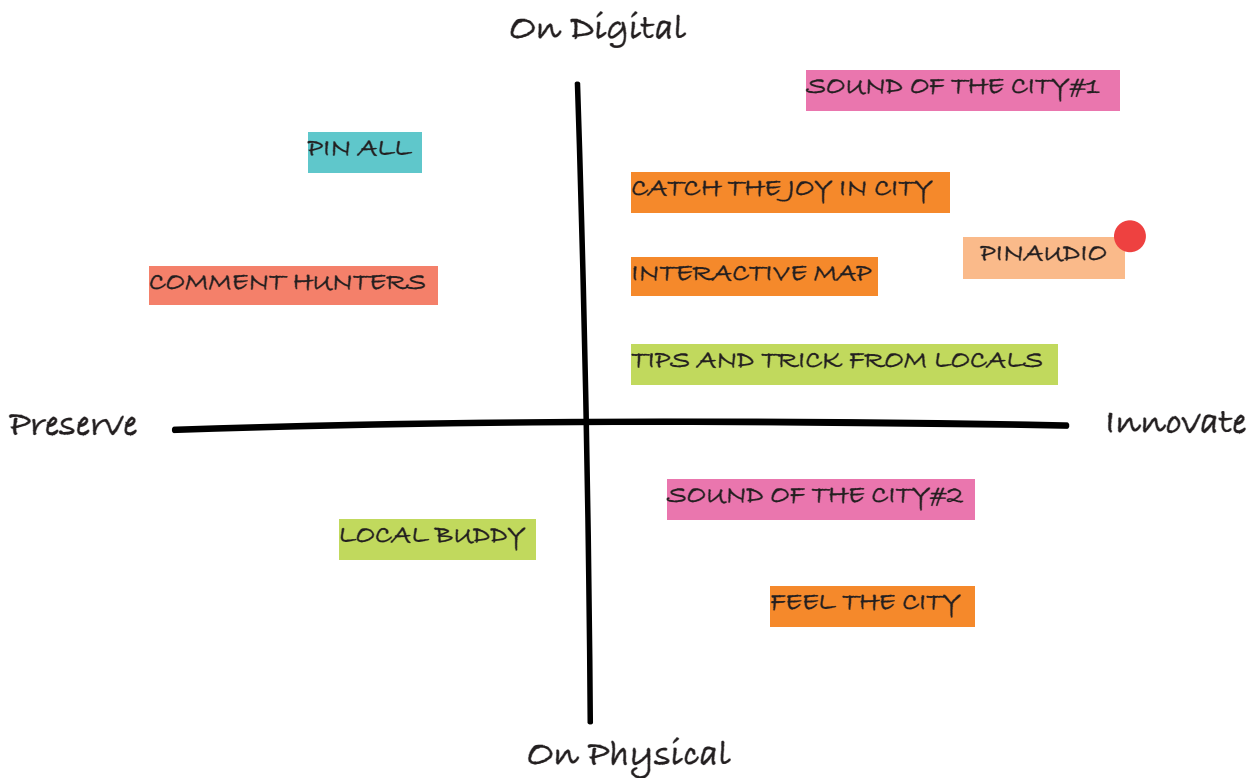 On Digital
SOUND OF THE CITY#1
PIN ALL
CATCH THE JOY IN CITY
PINAUDIO
INTERACTIVE MAP
COMMENT HUNTERS
TIPS AND TRICK FROM LOCALS
Preserve
Innovate
SOUND OF THE CITY#2
LOCAL BUDDY
FEEL THE CITY
On Physical